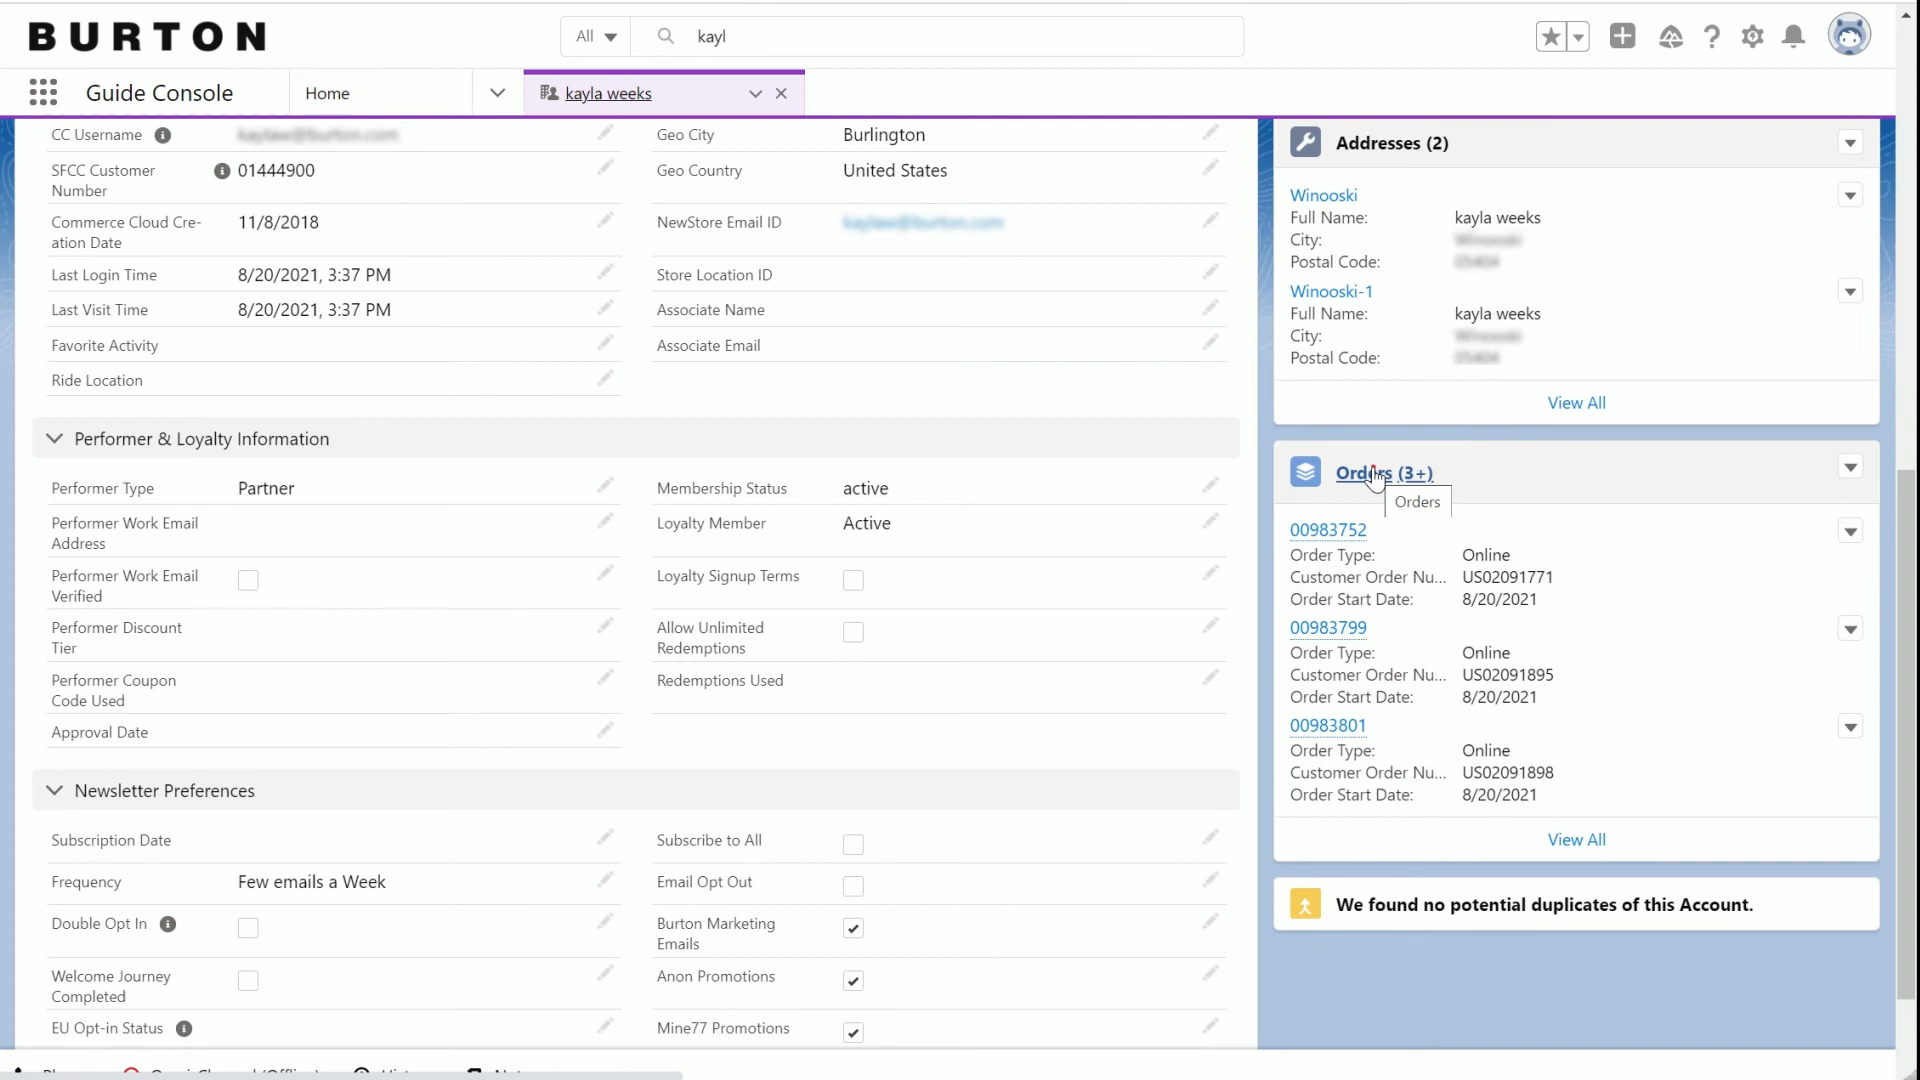 BURTON
All
kayl
Guide Console
Home
kayla weeks
CC Username
SFCC Customer
Number
01444900
Commerce Cloud Cre-
ation Date
11/8/2018
Last Login Time
8/20/2021, 3:37 PM
Last Visit Time
8/20/2021, 3:37 PM
Favorite Activity
Ride Location
Geo City
Burlington
Geo Country
United States
NewStore Email ID
Store Location ID
Associate Name
Associate Email
Performer & Loyalty Information
Performer Type
Partner
Performer Work Email
Address
Performer Work Email
Verified
Performer Discount
Tier
Performer Coupon
Code Used
Approval Date
Membership Status
active
Loyalty Member
Active
Loyalty Signup Terms
Allow Unlimited
Redemptions
Redemptions Used
Newsletter Preferences
Subscription Date
Frequency
Few emails a Week
Double Opt In
Welcome Journey
Completed
EU Opt-in Status
Subscribe to All
Email Opt Out
Burton Marketing
Emails
Anon Promotions
Mine77 Promotions
Addresses (2)
Winooski
Full Name: kayla weeks
City:
Postal Code:
Winooski-1
Full Name: kayla weeks
City:
Postal Code:
View All
Orders (3+)
Orders
00983752
Order Type: Online
Customer Order Nu... US02091771
Order Start Date: 8/20/2021
00983799
Order Type: Online
Customer Order Nu... US02091895
Order Start Date: 8/20/2021
00983801
Order Type: Online
Customer Order Nu... US02091898
Order Start Date: 8/20/2021
View All
We found no potential duplicates of this Account.